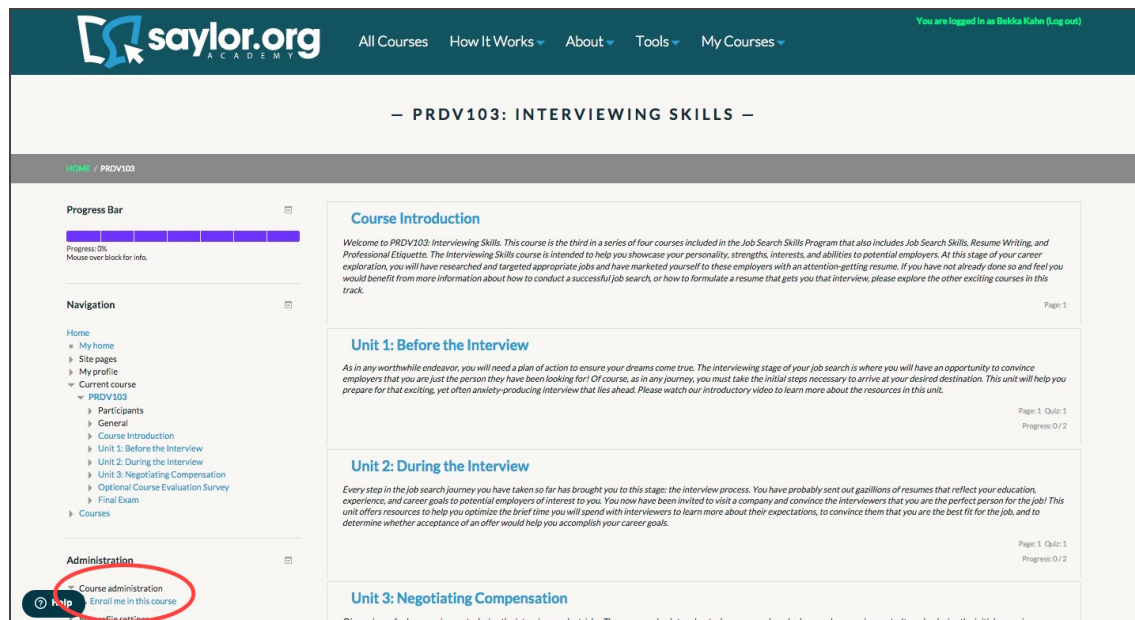 You are logged in as Bekka Kahn (Log out)
saylor.org
ACADEMY
All Courses How It Works About Tools My Courses
— PRDV103: INTERVIEWING SKILLS —
HOME / PRDV103
Progress Bar
Progress: 0%
Mouse over block for info.
Navigation
Home
My home
Site pages
My profile
Current course
PRDV103
Participants
General
Course Introduction
Unit 1: Before the Interview
Unit 2: During the Interview
Unit 3: Negotiating Compensation
Optional Course Evaluation Survey
Final Exam
Courses
Administration
Course administration
Enroll me in this course
Help
Course Introduction
Welcome to PRDV103: Interviewing Skills. This course is the third in a series of four courses included in the Job Search Skills Program that also includes Job Search Skills, Resume Writing, and
Professional Etiquette. The Interviewing Skills course is intended to help you showcase your personality, strengths, interests, and abilities to potential employers. At this stage of your career
exploration, you will have researched and targeted appropriate jobs and have marketed yourself to these employers with an attention-getting resume. If you have not already done so and feel you
would benefit from more information about how to conduct a successful job search, or how to formulate a resume that gets you that interview, please explore the other exciting courses in this
track.
Page: 1
Unit 1: Before the Interview
As in any worthwhile endeavor, you will need a plan of action to ensure your dreams come true. The interviewing stage of your job search is where you will have an opportunity to convince
employers that you are just the person they have been looking for! Of course, as in any journey, you must take the initial steps necessary to arrive at your desired destination. This unit will help you
prepare for that exciting, yet often anxiety-producing interview that lies ahead. Please watch our introductory video to learn more about the resources in this unit.
Page: 1 Quiz: 1
Progress: 0 / 2
Unit 2: During the Interview
Every step in the job search journey you have taken so far has brought you to this stage: the interview process. You have probably sent out gazillions of resumes that reflect your education,
experience, and career goals to potential employers of interest to you. You now have been invited to visit a company and convince the interviewers that you are the perfect person for the job! This
unit offers resources to help you optimize the brief time you will spend with interviewers to learn more about their expectations, to convince them that you are the best fit for the job, and to
determine whether acceptance of an offer would help you accomplish your career goals.
Page: 1 Quiz: 1
Progress: 0 / 2
Unit 3: Negotiating Compensation